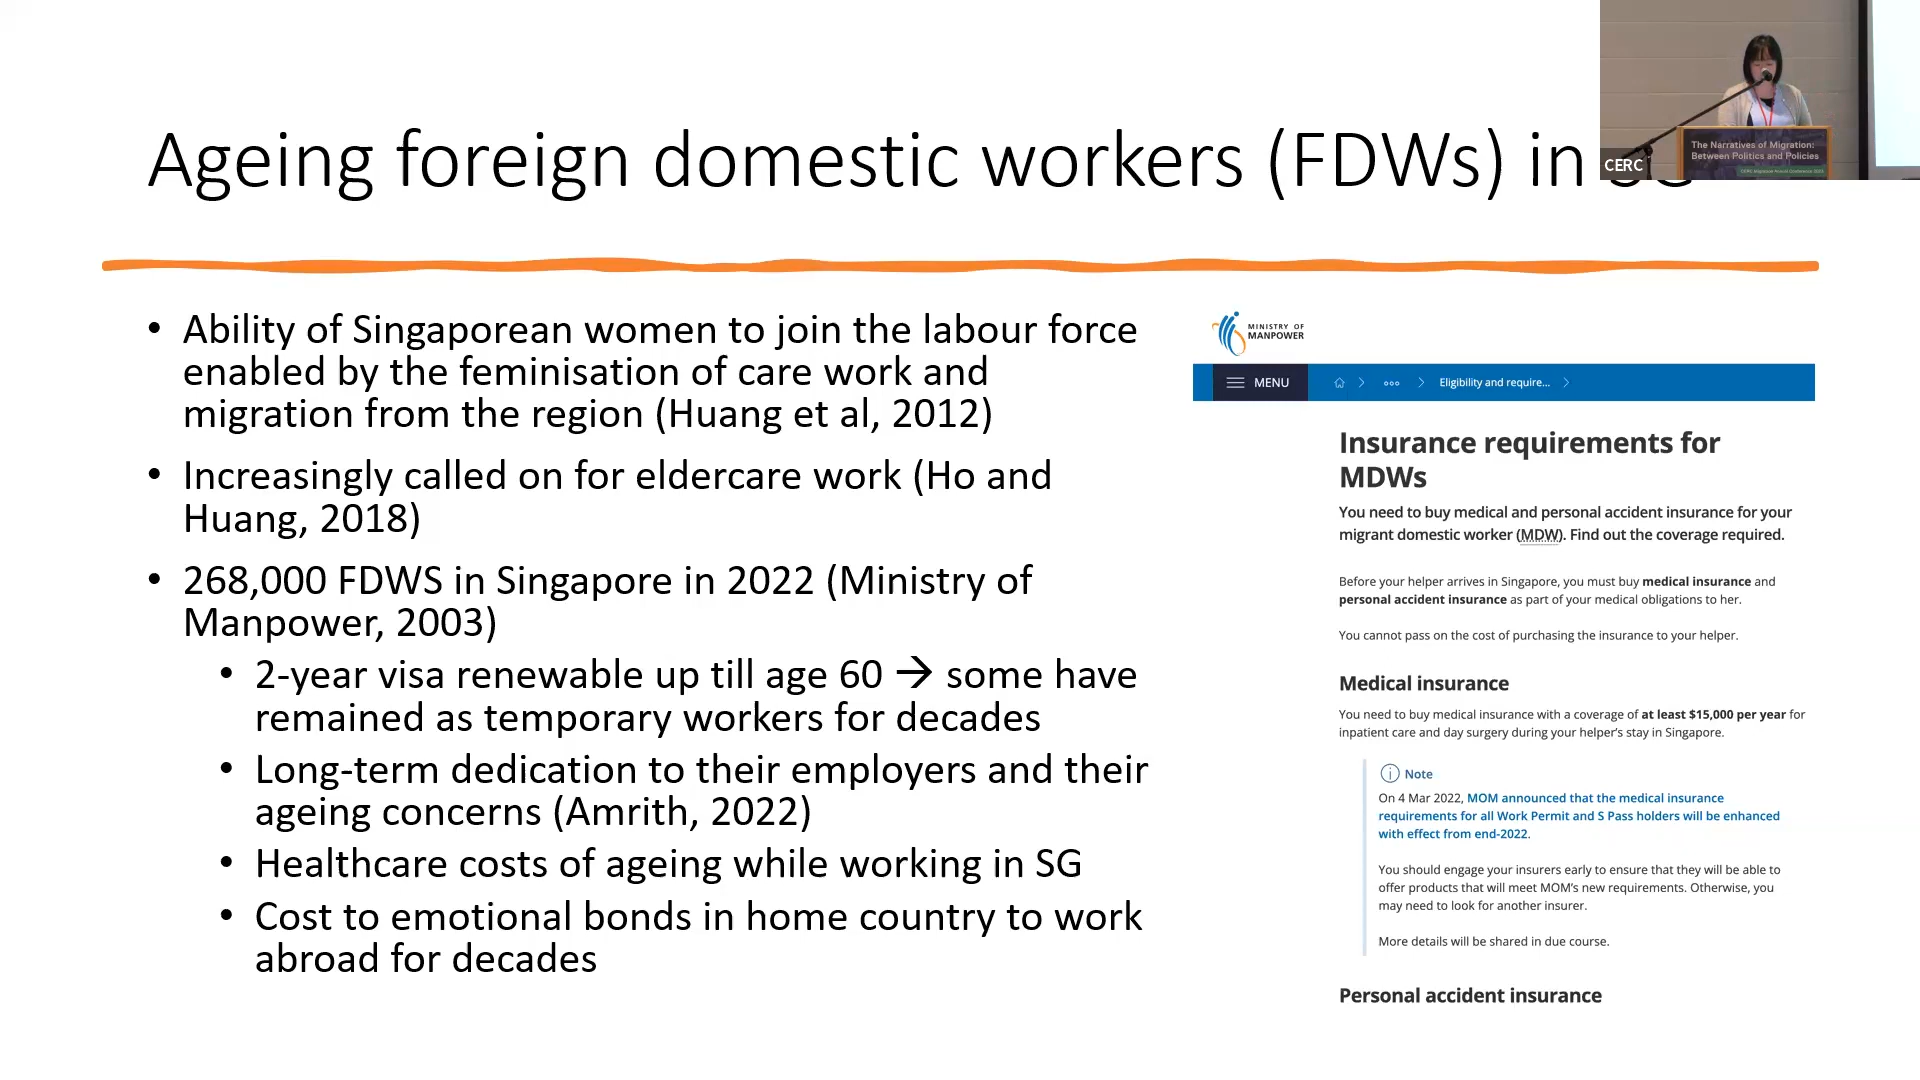 Ageing foreign domestic workers (FDWs) in
CERC
The Narratives of Migration:
Between Politics and Policies
• Ability of Singaporean women to join the labour force
enabled by the feminisation of care work and
migration from the region (Huang et al, 2012)
• Increasingly called on for eldercare work (Ho and
Huang, 2018)
• 268,000 FDWS in Singapore in 2022 (Ministry of
Manpower, 2003)
• 2-year visa renewable up till age 60 → some have
remained as temporary workers for decades
• Long-term dedication to their employers and their
ageing concerns (Amrith, 2022)
• Healthcare costs of ageing while working in SG
• Cost to emotional bonds in home country to work
abroad for decades
MINISTRY OF
MANPOWER
MENU
Eligibility and require...
Insurance requirements for
MDWs
You need to buy medical and personal accident insurance for your
migrant domestic worker (MDW). Find out the coverage required.
Before your helper arrives in Singapore, you must buy medical insurance and
personal accident insurance as part of your medical obligations to her.
You cannot pass on the cost of purchasing the insurance to your helper.
Medical insurance
You need to buy medical insurance with a coverage of at least $15,000 per year for
inpatient care and day surgery during your helper's stay in Singapore.
Note
On 4 Mar 2022, MOM announced that the medical insurance
requirements for all Work Permit and S Pass holders will be enhanced
with effect from end-2022.
You should engage your insurers early to ensure that they will be able to
offer products that will meet MOM's new requirements. Otherwise, you
may need to look for another insurer.
More details will be shared in due course.
Personal accident insurance